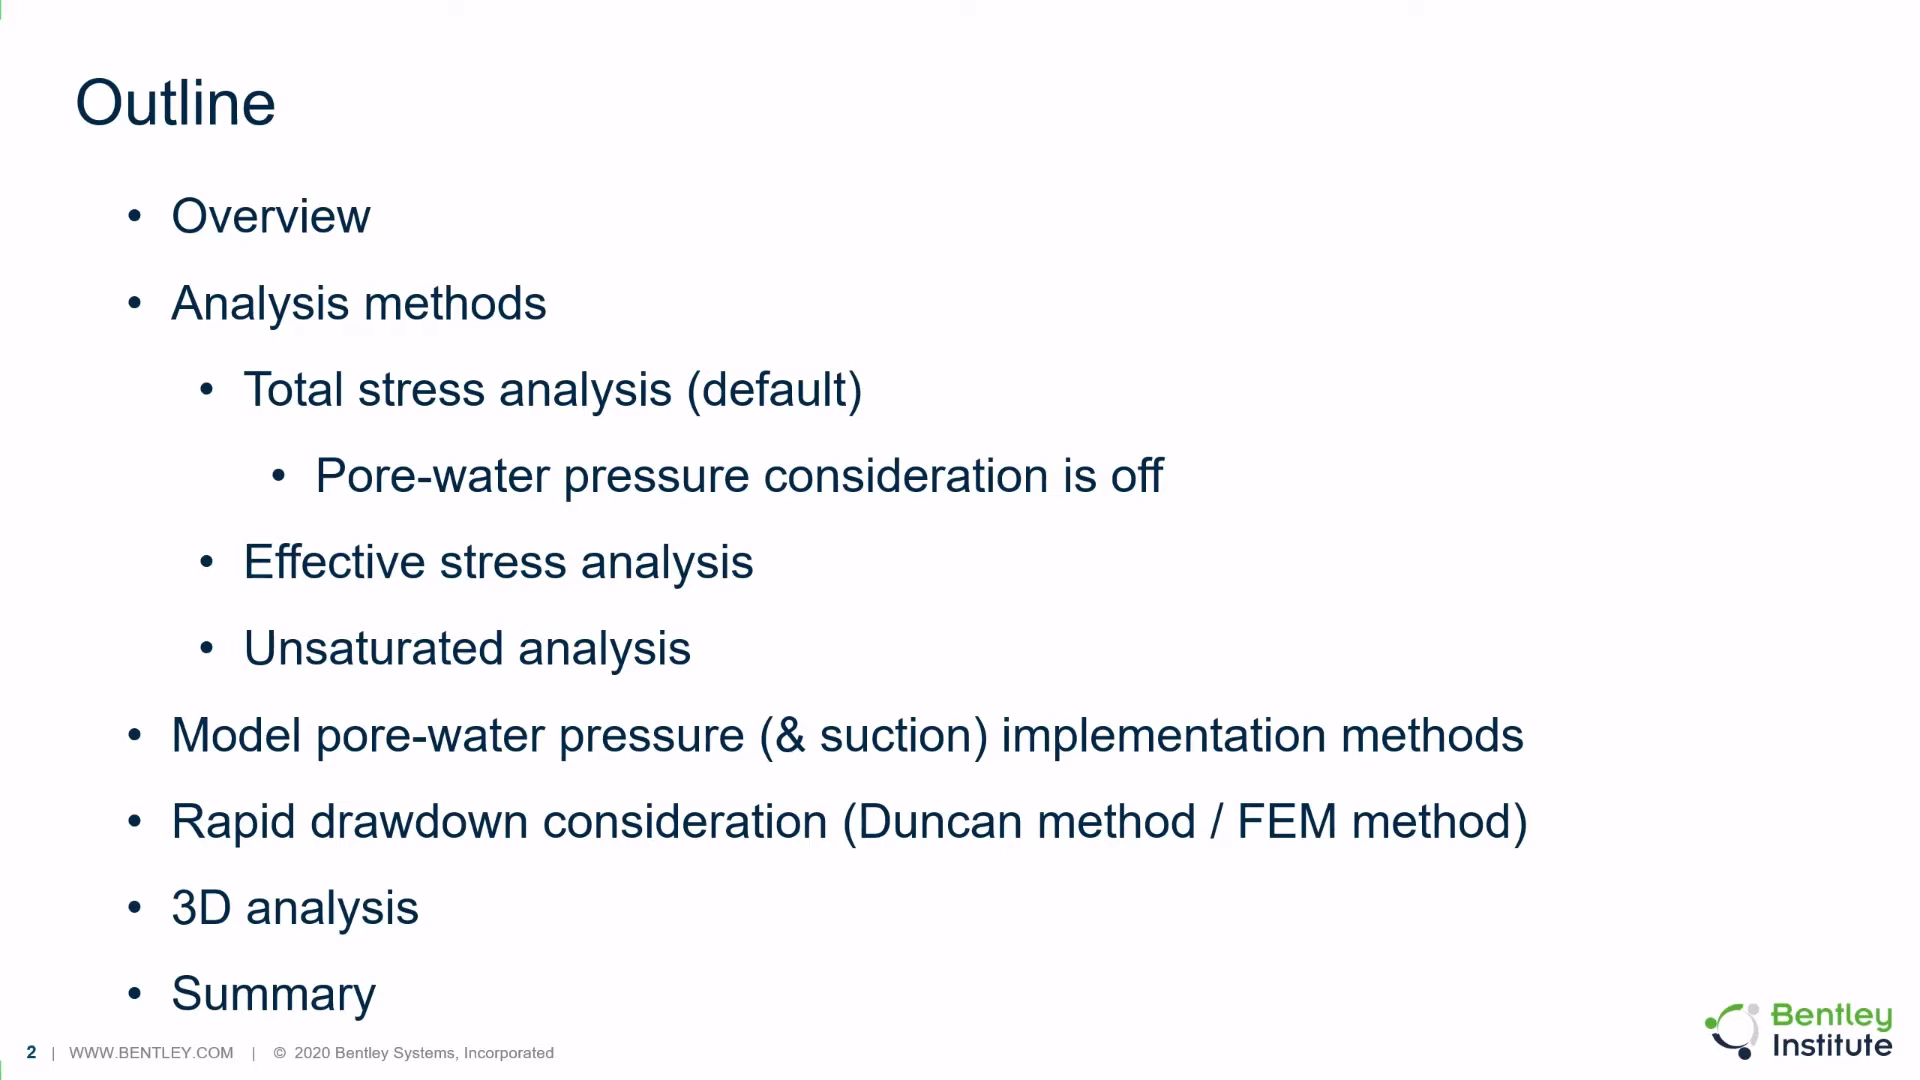 Outline
• Overview
• Analysis methods
• Total stress analysis (default)
• Pore-water pressure consideration is off
• Effective stress analysis
• Unsaturated analysis
• Model pore-water pressure (& suction) implementation methods
• Rapid drawdown consideration (Duncan method / FEM method)
• 3D analysis
• Summary
2 | WWW.BENTLEY.COM | © 2020 Bentley Systems, Incorporated
Bentley
Institute